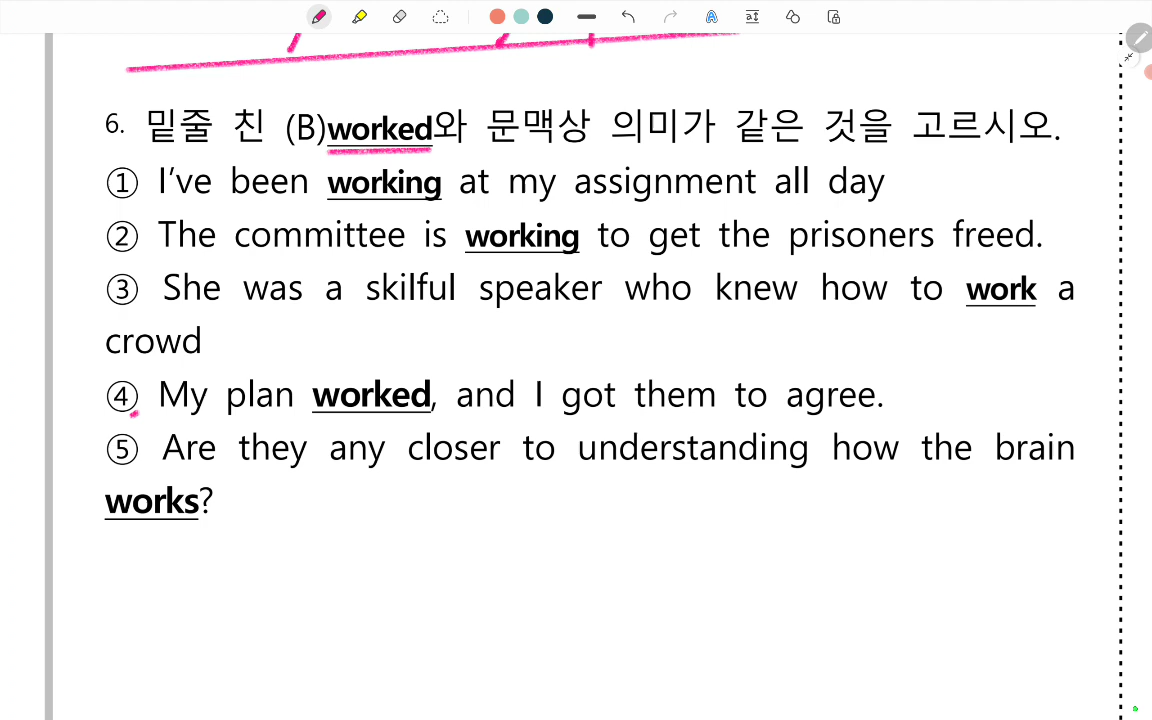 6. 밑줄 친 (B)worked와 문맥상 의미가 같은 것을 고르시오.
① I’ve been working at my assignment all day
② The committee is working to get the prisoners freed.
③ She was a skilful speaker who knew how to work a
crowd
④ My plan worked, and I got them to agree.
⑤ Are they any closer to understanding how the brain
works?